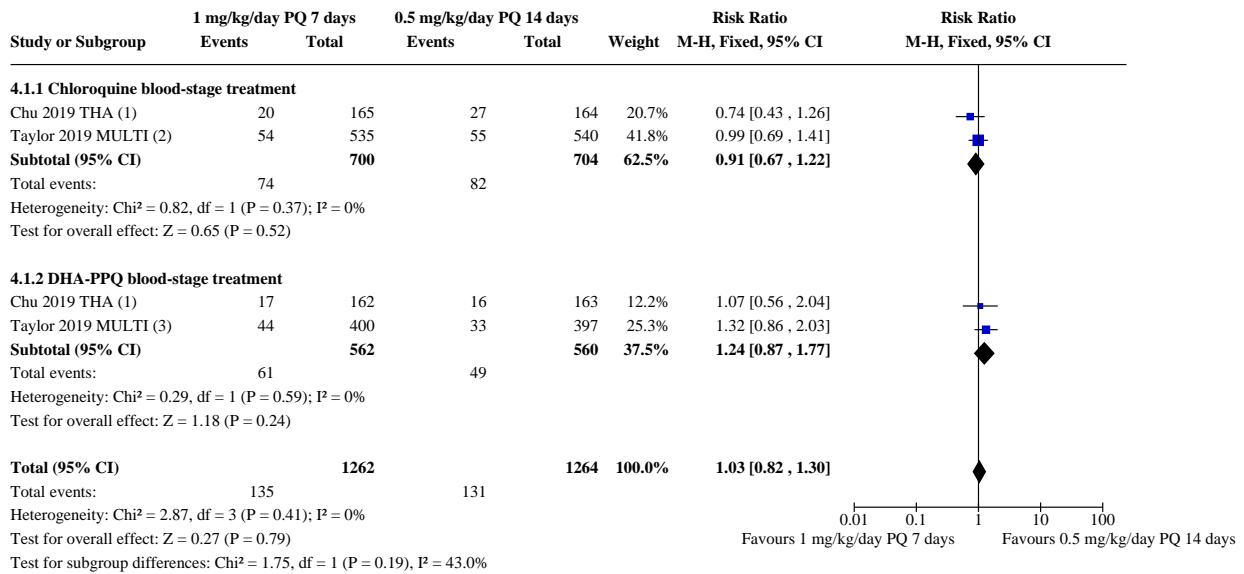 1 mg/kg/day PQ 7 days 0.5 mg/kg/day PQ 14 days Risk Ratio Risk Ratio
Study or Subgroup Events Total Events Total Weight M-H, Fixed, 95% CI M-H, Fixed, 95% CI
4.1.1 Chloroquine blood-stage treatment
Chu 2019 THA (1) 20 165 27 164 20.7% 0.74 [0.43 , 1.26]
Taylor 2019 MULTI (2) 54 535 55 540 41.8% 0.99 [0.69 , 1.41]
Subtotal (95% CI) 700 704 62.5% 0.91 [0.67 , 1.22]
Total events: 74 82
Heterogeneity: Chi² = 0.82, df = 1 (P = 0.37); I² = 0%
Test for overall effect: Z = 0.65 (P = 0.52)
4.1.2 DHA-PPQ blood-stage treatment
Chu 2019 THA (1) 17 162 16 163 12.2% 1.07 [0.56 , 2.04]
Taylor 2019 MULTI (3) 44 400 33 397 25.3% 1.32 [0.86 , 2.03]
Subtotal (95% CI) 562 560 37.5% 1.24 [0.87 , 1.77]
Total events: 61 49
Heterogeneity: Chi² = 0.29, df = 1 (P = 0.59); I² = 0%
Test for overall effect: Z = 1.18 (P = 0.24)
Total (95% CI) 1262 1264 100.0% 1.03 [0.82 , 1.30]
Total events: 135 131
Heterogeneity: Chi² = 2.87, df = 3 (P = 0.41); I² = 0%
Test for overall effect: Z = 0.27 (P = 0.79)
Test for subgroup differences: Chi² = 1.75, df = 1 (P = 0.19), I² = 43.0%
0.01 0.1 1 10 100
Favours 1 mg/kg/day PQ 7 days Favours 0.5 mg/kg/day PQ 14 days